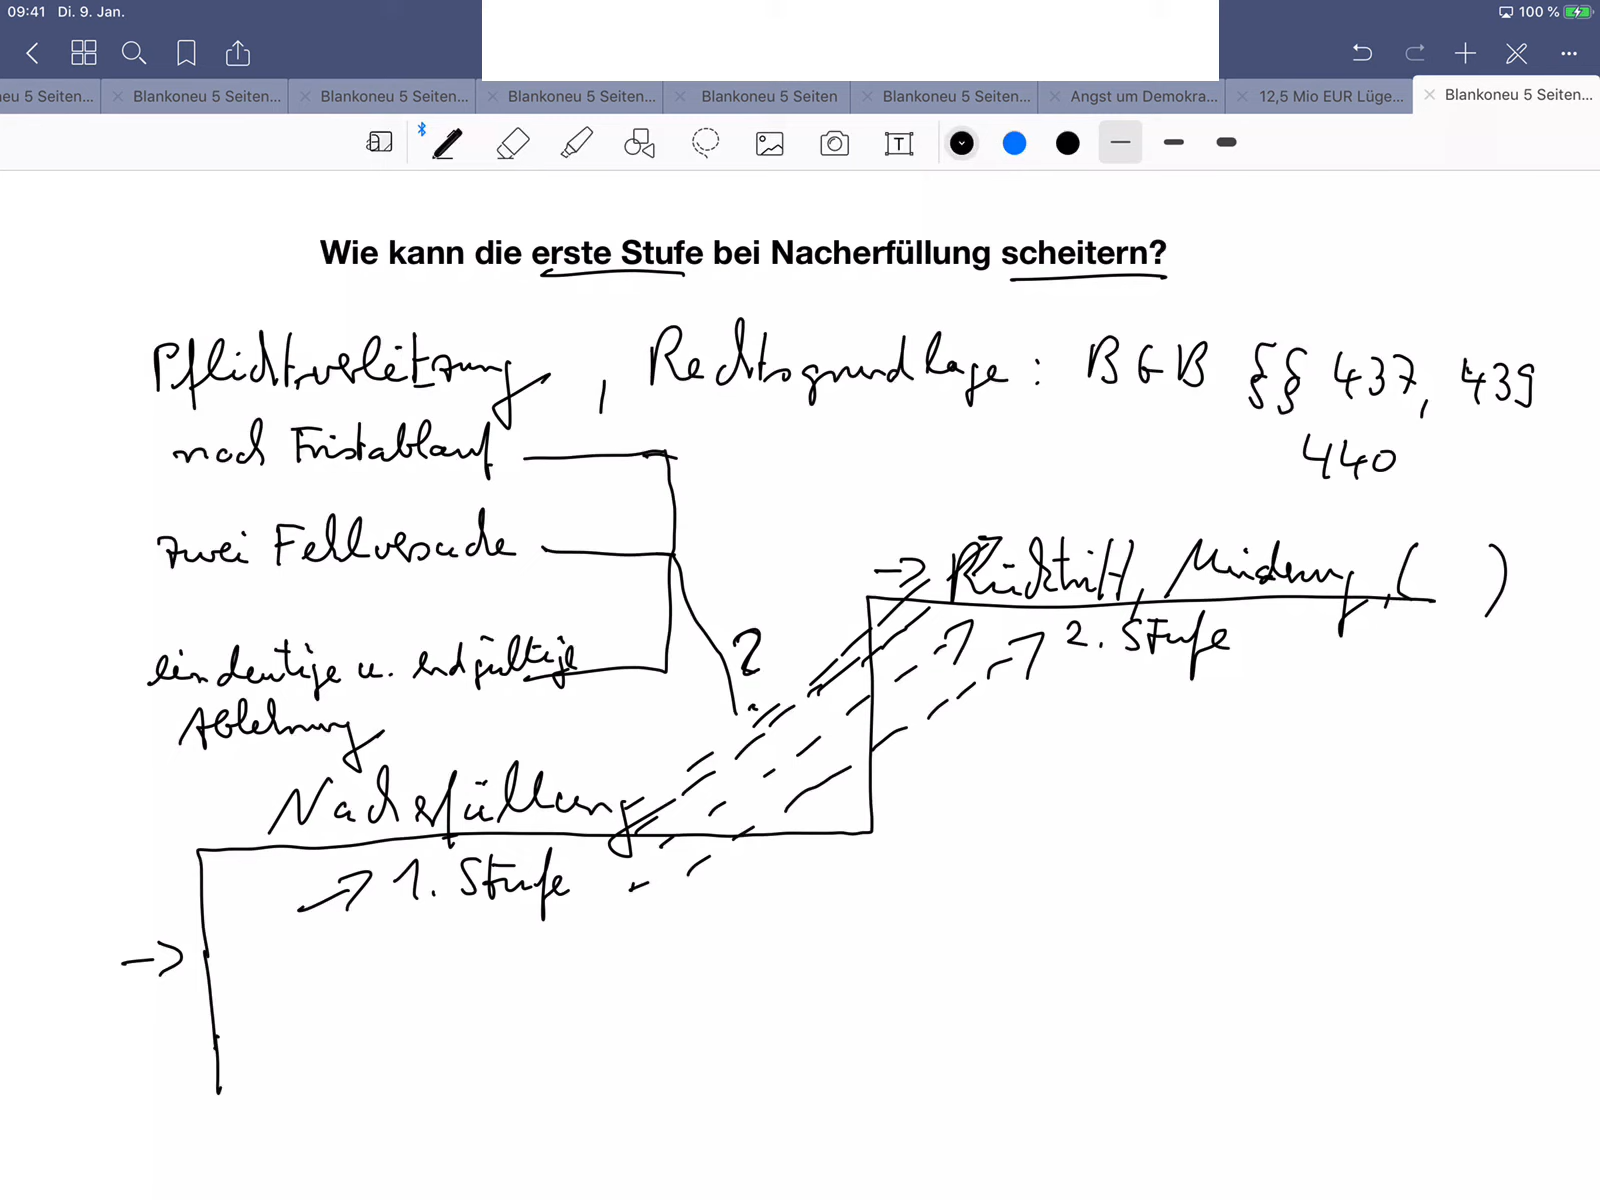 09:41 Di. 9. Jan.
100 %
eu 5 Seiten...
Blankoneu 5 Seiten...
Blankoneu 5 Seiten...
Blankoneu 5 Seiten...
Blankoneu 5 Seiten
Blankoneu 5 Seiten...
Angst um Demokra...
12,5 Mio EUR Lüge...
Blankoneu 5 Seiten...
T
Wie kann die erste Stufe bei Nacherfüllung scheitern?
Pflichtverletzung, Rechtsgrundlage: BGB §§ 437, 439
440
nach Fristablauf
zwei Fehlversuche
Rücktritt, Minderung, ( )
2. Stufe
?
eindeutige u. endgültige
Ablehnung
Nacherfüllung
1. Stufe